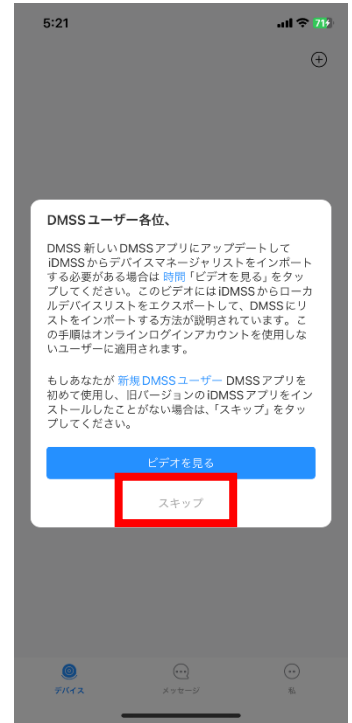 5:21
71
DMSSユーザー各位、
DMSS 新しいDMSSアプリにアップデートして
iDMSSからデバイスマネージャリストをインポート
する必要がある場合は 時間「ビデオを見る」をタッ
プしてください。このビデオにはiDMSSからローカ
ルデバイスリストをエクスポートして、DMSSにリ
ストをインポートする方法が説明されています。こ
の手順はオンラインログインアカウントを使用しな
いユーザーに適用されます。
もしあなたが 新規DMSSユーザー DMSSアプリを
初めて使用し、旧バージョンのiDMSSアプリをイン
ストールしたことがない場合は、「スキップ」をタッ
プしてください。
ビデオを見る
スキップ
デバイス
メッセージ
私